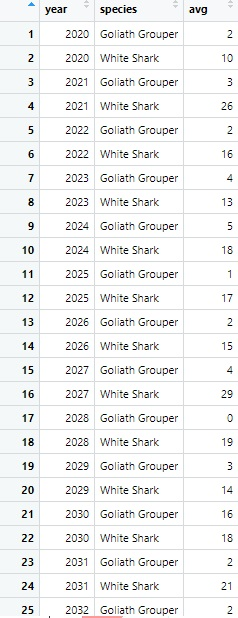 year species avg
1 2020 Goliath Grouper 2
2 2020 White Shark 10
3 2021 Goliath Grouper 3
4 2021 White Shark 26
5 2022 Goliath Grouper 2
6 2022 White Shark 16
7 2023 Goliath Grouper 4
8 2023 White Shark 13
9 2024 Goliath Grouper 5
10 2024 White Shark 18
11 2025 Goliath Grouper 1
12 2025 White Shark 17
13 2026 Goliath Grouper 2
14 2026 White Shark 15
15 2027 Goliath Grouper 4
16 2027 White Shark 29
17 2028 Goliath Grouper 0
18 2028 White Shark 19
19 2029 Goliath Grouper 3
20 2029 White Shark 14
21 2030 Goliath Grouper 16
22 2030 White Shark 18
23 2031 Goliath Grouper 2
24 2031 White Shark 21
25 2032 Goliath Grouper 2